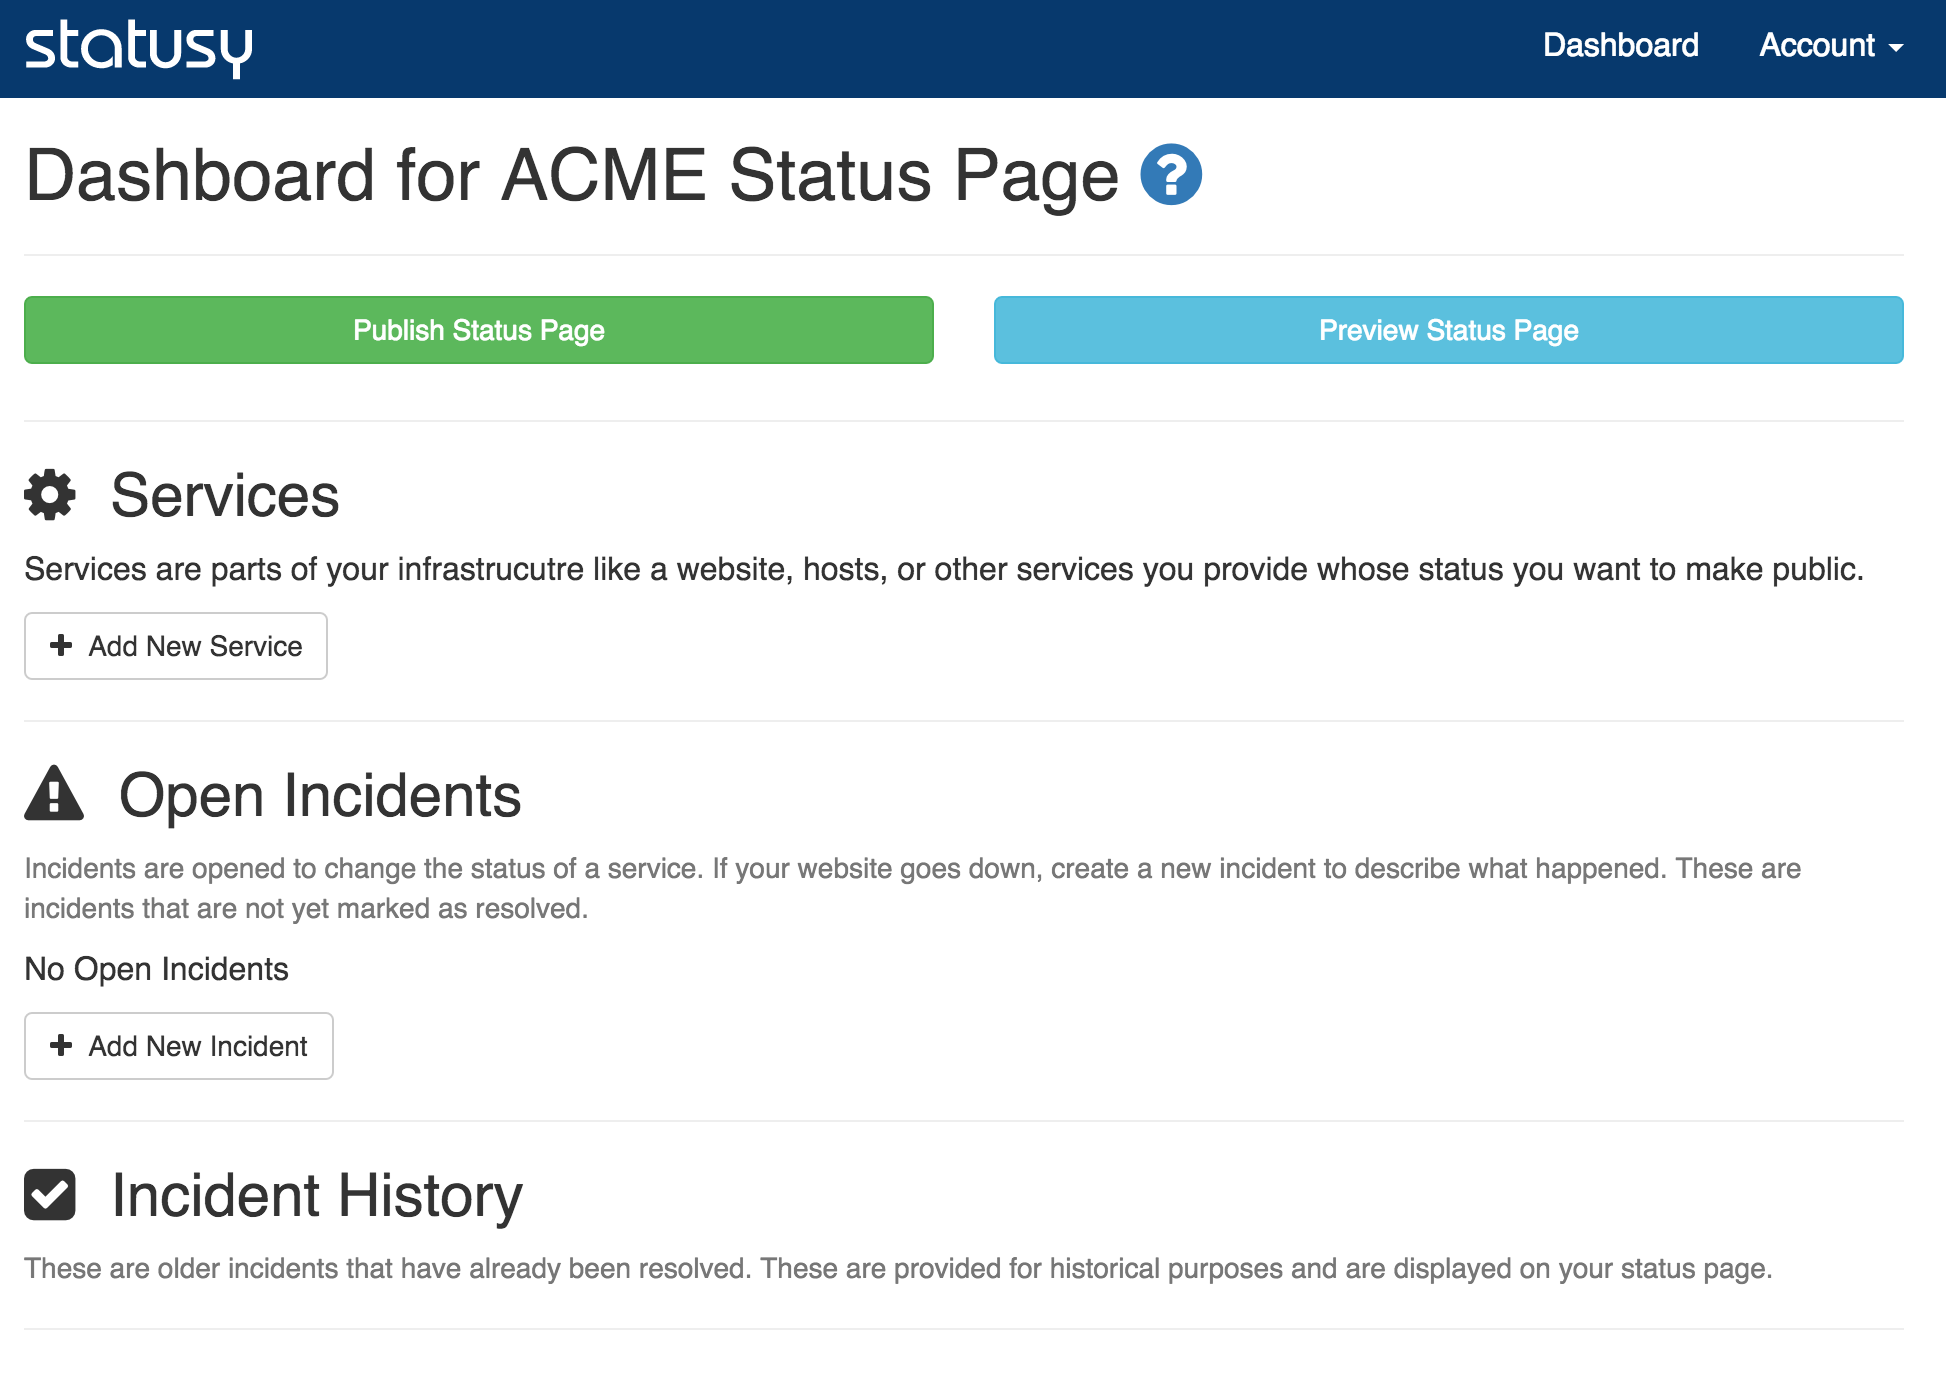 statusy
Dashboard
Account
Dashboard for ACME Status Page
Publish Status Page
Preview Status Page
Services
Services are parts of your infrastrucutre like a website, hosts, or other services you provide whose status you want to make public.
Add New Service
Open Incidents
Incidents are opened to change the status of a service. If your website goes down, create a new incident to describe what happened. These are
incidents that are not yet marked as resolved.
No Open Incidents
Add New Incident
Incident History
These are older incidents that have already been resolved. These are provided for historical purposes and are displayed on your status page.